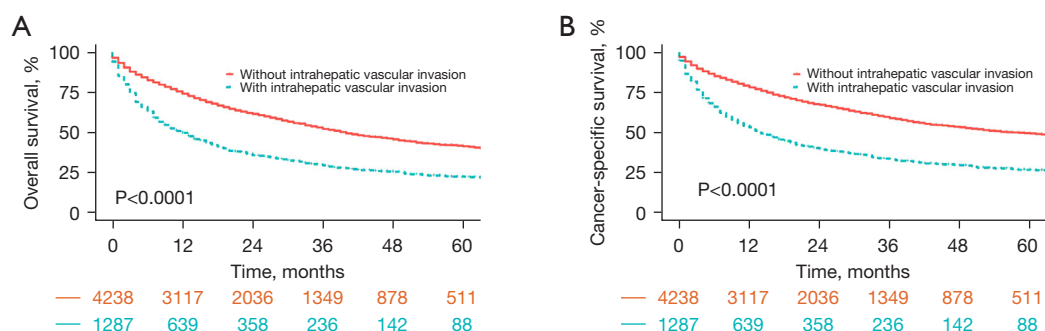 A
Overall survival, %
100
75
50
25
0
Without intrahepatic vascular invasion
With intrahepatic vascular invasion
P<0.0001
0 12 24 36 48 60
Time, months
4238 3117 2036 1349 878 511
1287 639 358 236 142 88
B
Cancer-specific survival, %
100
75
50
25
0
Without intrahepatic vascular invasion
With intrahepatic vascular invasion
P<0.0001
0 12 24 36 48 60
Time, months
4238 3117 2036 1349 878 511
1287 639 358 236 142 88